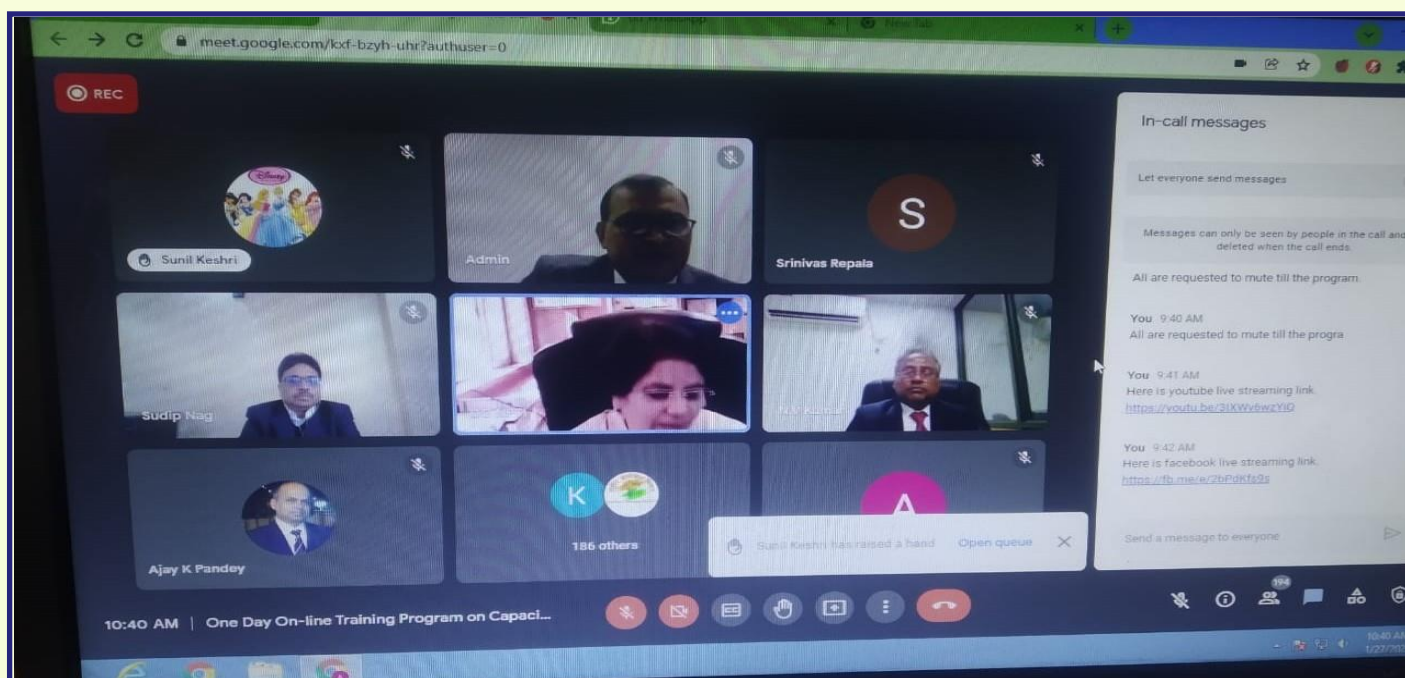 New Tab
meet.google.com/kxf-bzyh-uhr?authuser=0
REC
Disney
Sunil Keshri
Admin
S
Srinivas Repala
Sudip Nag
Ajay K Pandey
K
186 others
A
Sunil Keshri has raised a hand
Open queue
10:40 AM | One Day On-line Training Program on Capaci...
In-call messages
Let everyone send messages
Messages can only be seen by people in the call and
deleted when the call ends.
All are requested to mute till the program.
You 9:40 AM
All are requested to mute till the progra
You 9:41 AM
Here is youtube live streaming link.
You 9:42 AM
Here is facebook live streaming link.
https://fb.me/e/2bPdKfs9s
Send a message to everyone
194
10:40 AM